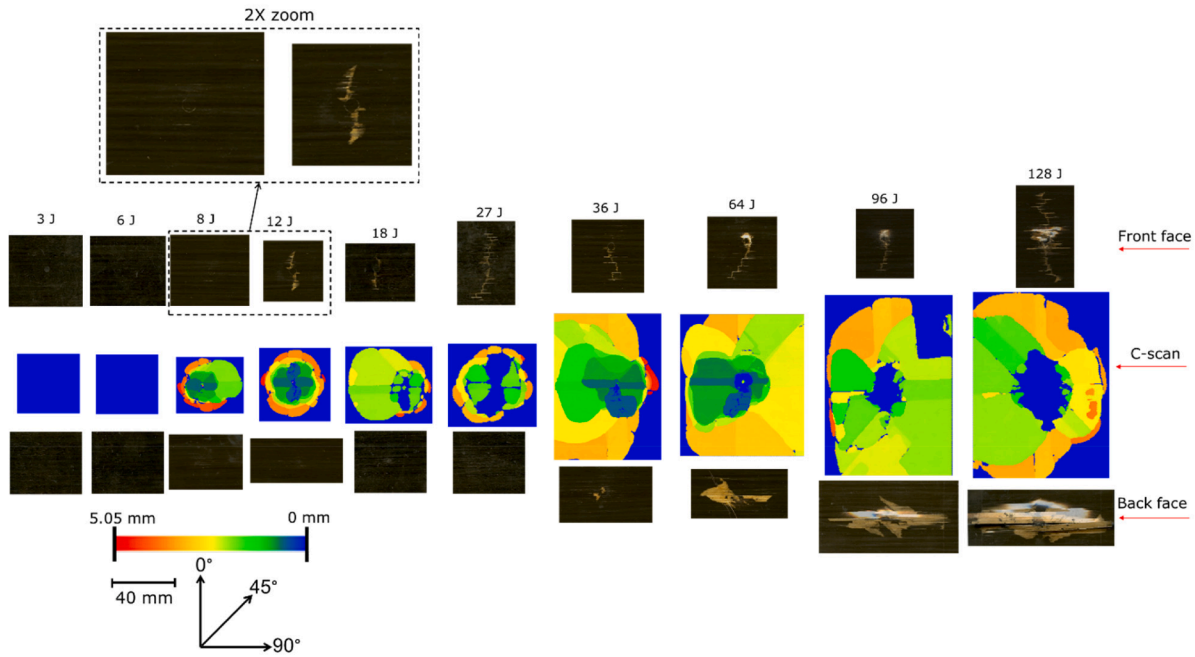 2X zoom
3 J
6 J
8 J
12 J
18 J
27 J
36 J
64 J
96 J
128 J
Front face
C-scan
Back face
5.05 mm
0 mm
40 mm
0°
45°
90°